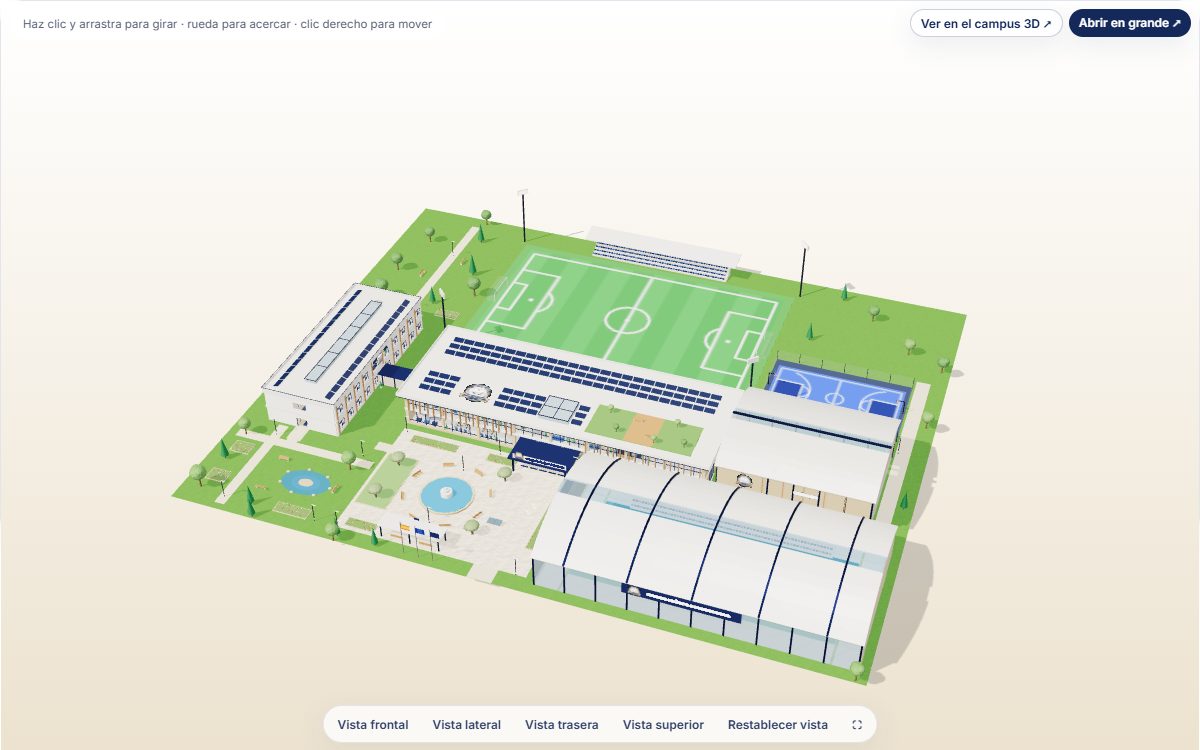 Haz clic y arrastra para girar · rueda para acercar · clic derecho para mover
Ver en el campus 3D ↗
Abrir en grande ↗
Vista frontal
Vista lateral
Vista trasera
Vista superior
Restablecer vista